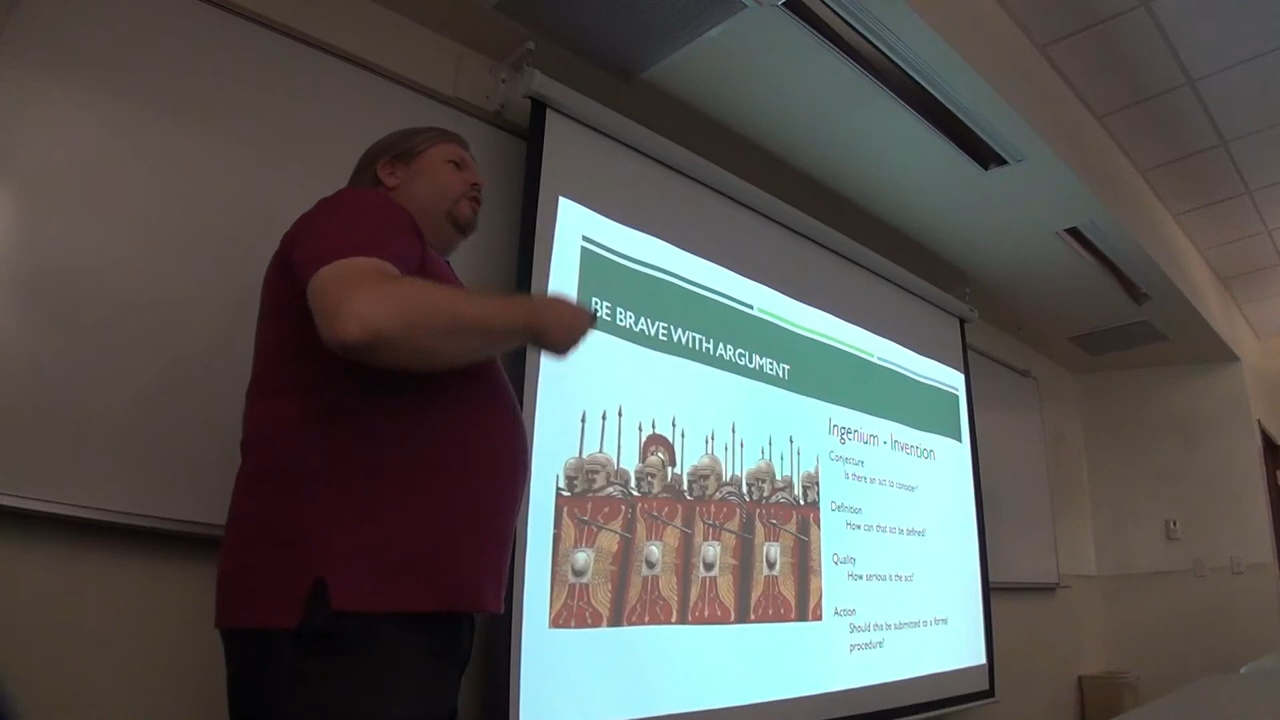 BE BRAVE WITH ARGUMENT
Ingenium - Invention
Conjecture
Is there an act to consider?
Definition
How can that act be defined?
Quality
How serious is the act?
Action
Should this be submitted to a formal
procedure?